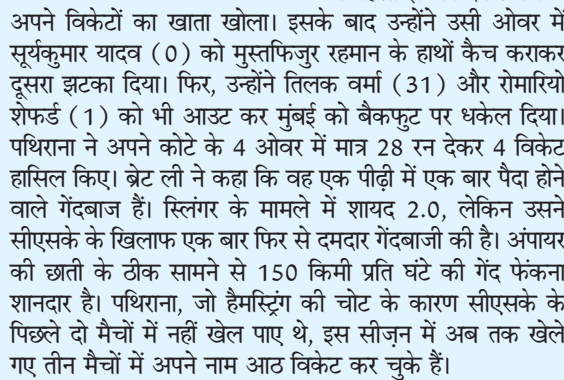 अपने विकेटों का खाता खोला। इसके बाद उन्होंने उसी ओवर में
सूर्यकुमार यादव (0) को मुस्तफिजुर रहमान के हाथों कैच कराकर
दूसरा झटका दिया। फिर, उन्होंने तिलक वर्मा (31) और रोमारियो
शेफर्ड (1) को भी आउट कर मुंबई को बैकफुट पर धकेल दिया।
पथिराना ने अपने कोटे के 4 ओवर में मात्र 28 रन देकर 4 विकेट
हासिल किए। ब्रेट ली ने कहा कि वह एक पीढ़ी में एक बार पैदा होने
वाले गेंदबाज हैं। स्लिंगर के मामले में शायद 2.0, लेकिन उसने
सीएसके के खिलाफ एक बार फिर से दमदार गेंदबाजी की है। अंपायर
की छाती के ठीक सामने से 150 किमी प्रति घंटे की गेंद फेंकना
शानदार है। पथिराना, जो हैमस्ट्रिंग की चोट के कारण सीएसके के
पिछले दो मैचों में नहीं खेल पाए थे, इस सीज़न में अब तक खेले
गए तीन मैचों में अपने नाम आठ विकेट कर चुके हैं।